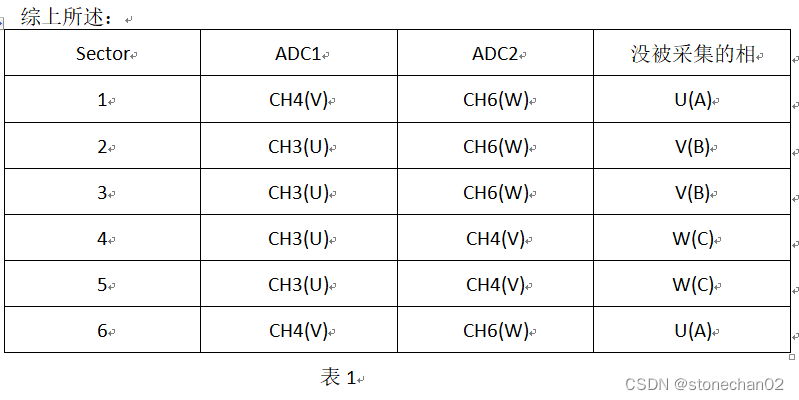 综上所述：
Sector ADC1 ADC2 没被采集的相
1 CH4(V) CH6(W) U(A)
2 CH3(U) CH6(W) V(B)
3 CH3(U) CH6(W) V(B)
4 CH3(U) CH4(V) W(C)
5 CH3(U) CH4(V) W(C)
6 CH4(V) CH6(W) U(A)
表 1
CSDN @stonechan02